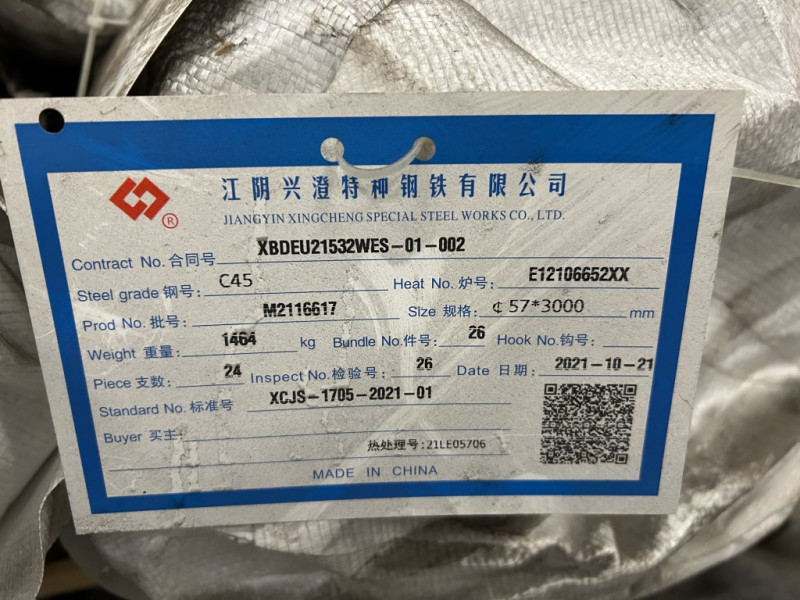 江阴兴澄特种钢铁有限公司
®
JIANGYIN XINGCHENG SPECIAL STEEL WORKS CO., LTD.
Contract No. 合同号 XBDEU21532WES-01-002
Steel grade 钢号: C45 Heat No. 炉号: E12106652XX
Prod No. 批号: M2116617 Size 规格: ¢ 57*3000 mm
Weight 重量: 1464 kg Bundle No.件号: 26 Hook No.钩号:
Piece 支数: 24 Inspect No.检验号: 26 Date 日期: 2021-10-21
Standard No. 标准号 XCJS-1705-2021-01
Buyer 买主:
热处理号:21LE05706
MADE IN CHINA